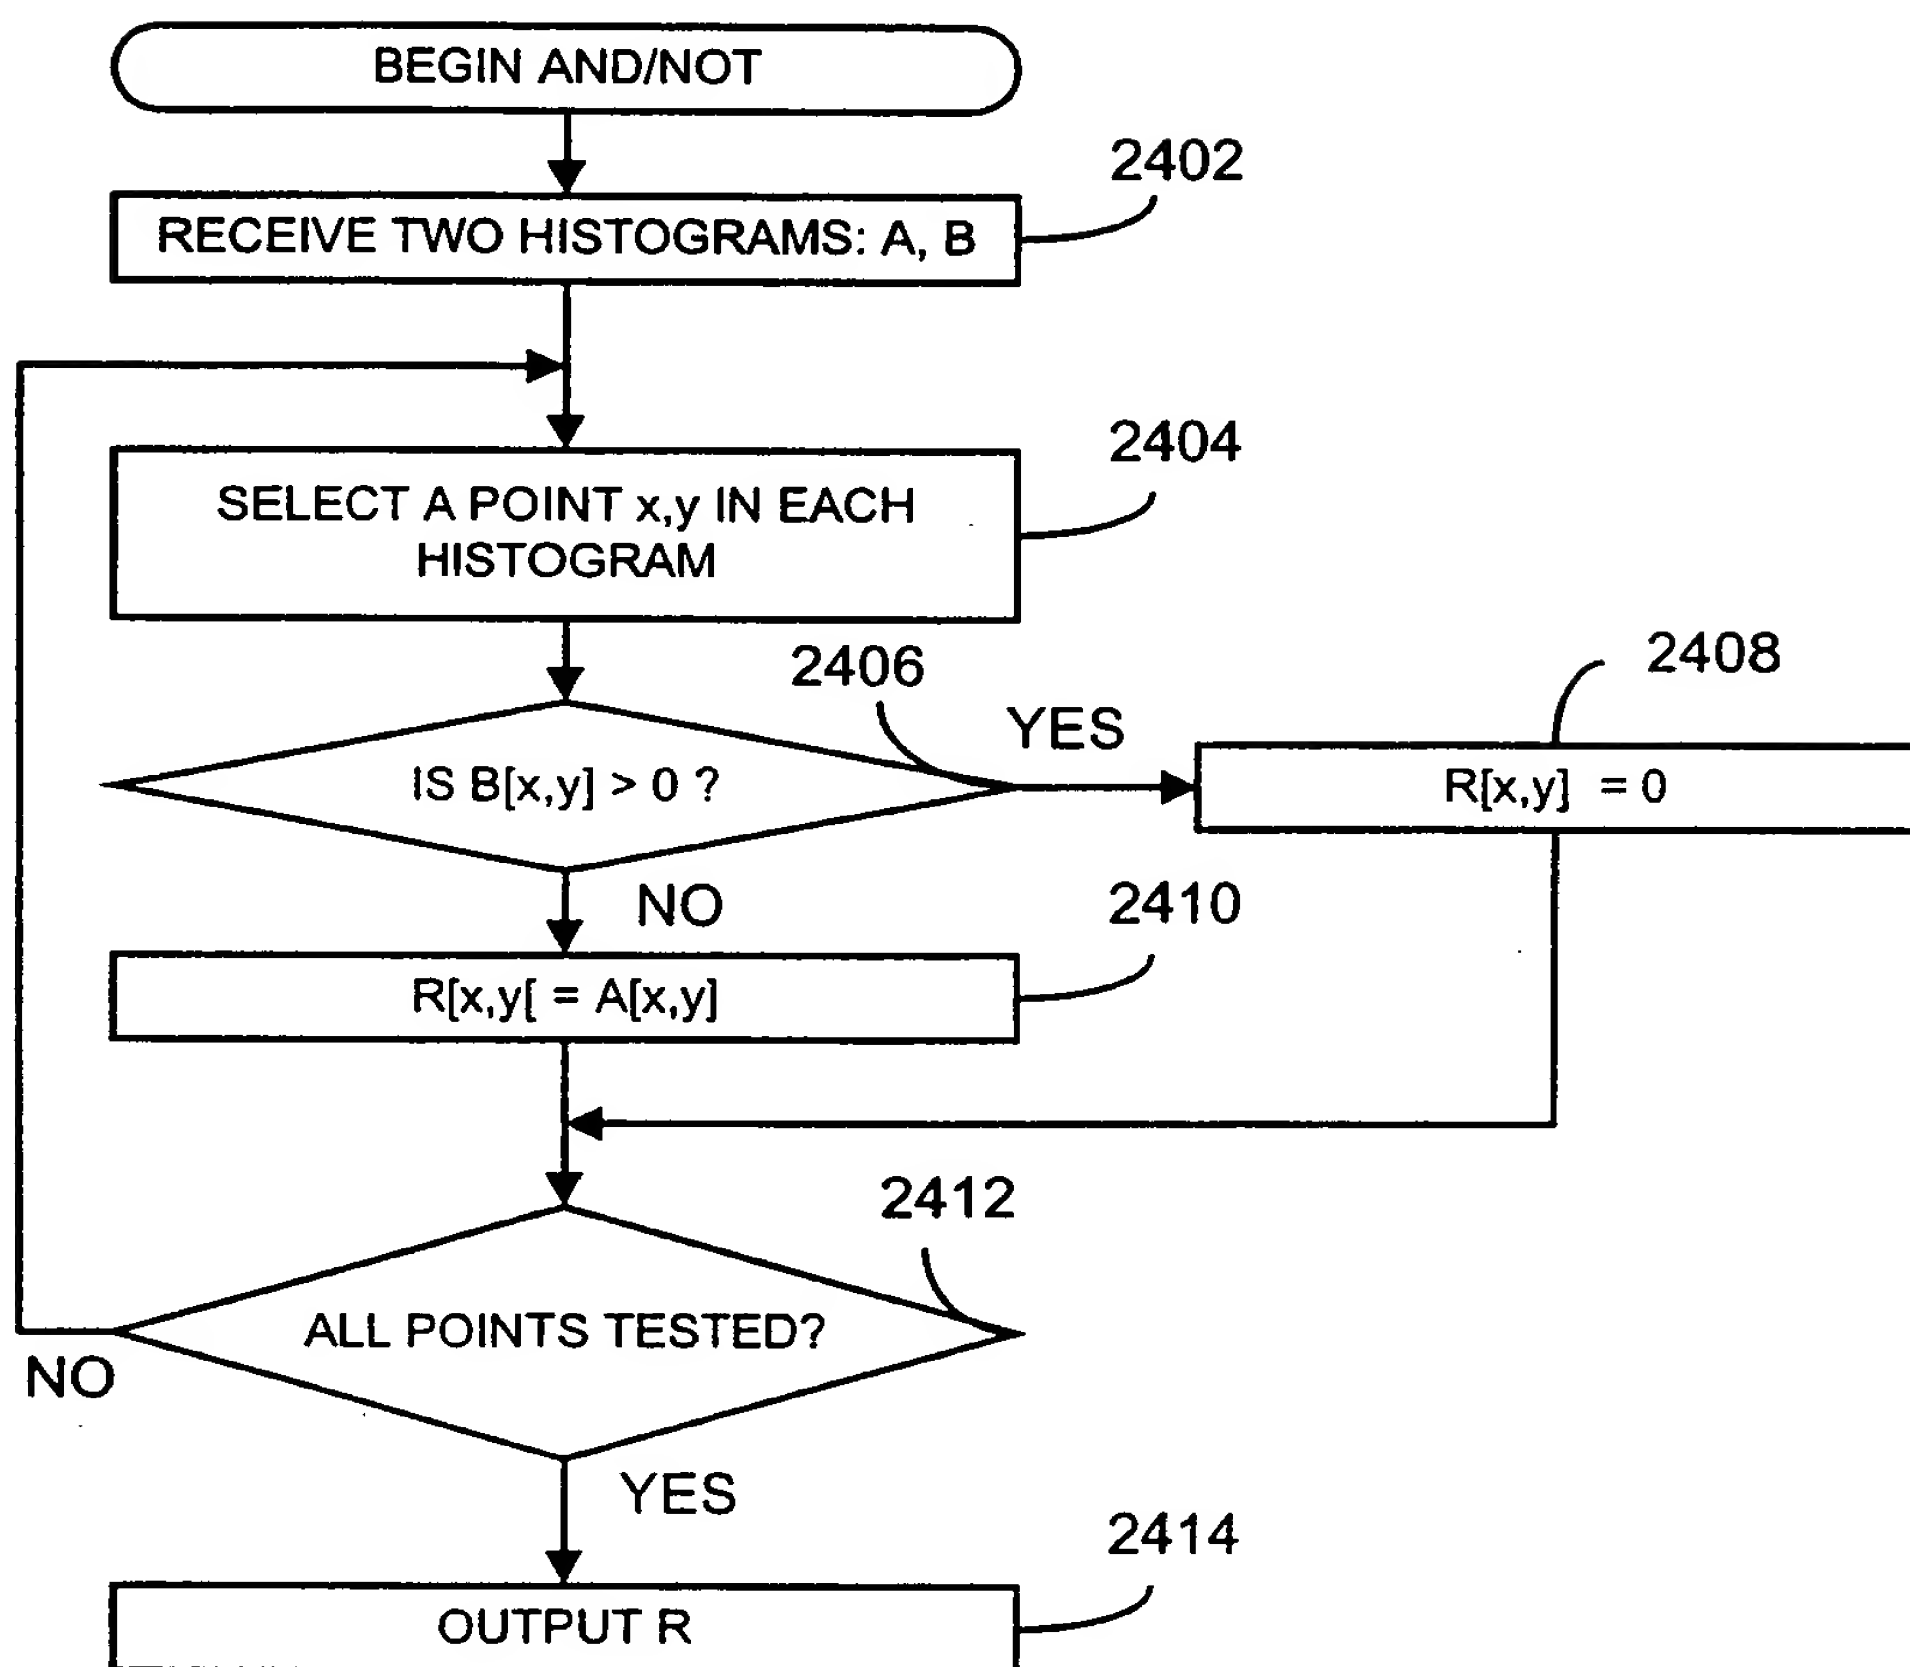 BEGIN AND/NOT
2402
RECEIVE TWO HISTOGRAMS: A, B
2404
SELECT A POINT x,y IN EACH
HISTOGRAM
2406
2408
YES
IS B[x,y] > 0 ?
R[x,y] = 0
NO
2410
R[x,y[ = A[x,y]
2412
ALL POINTS TESTED?
NO
YES
2414
OUTPUT R